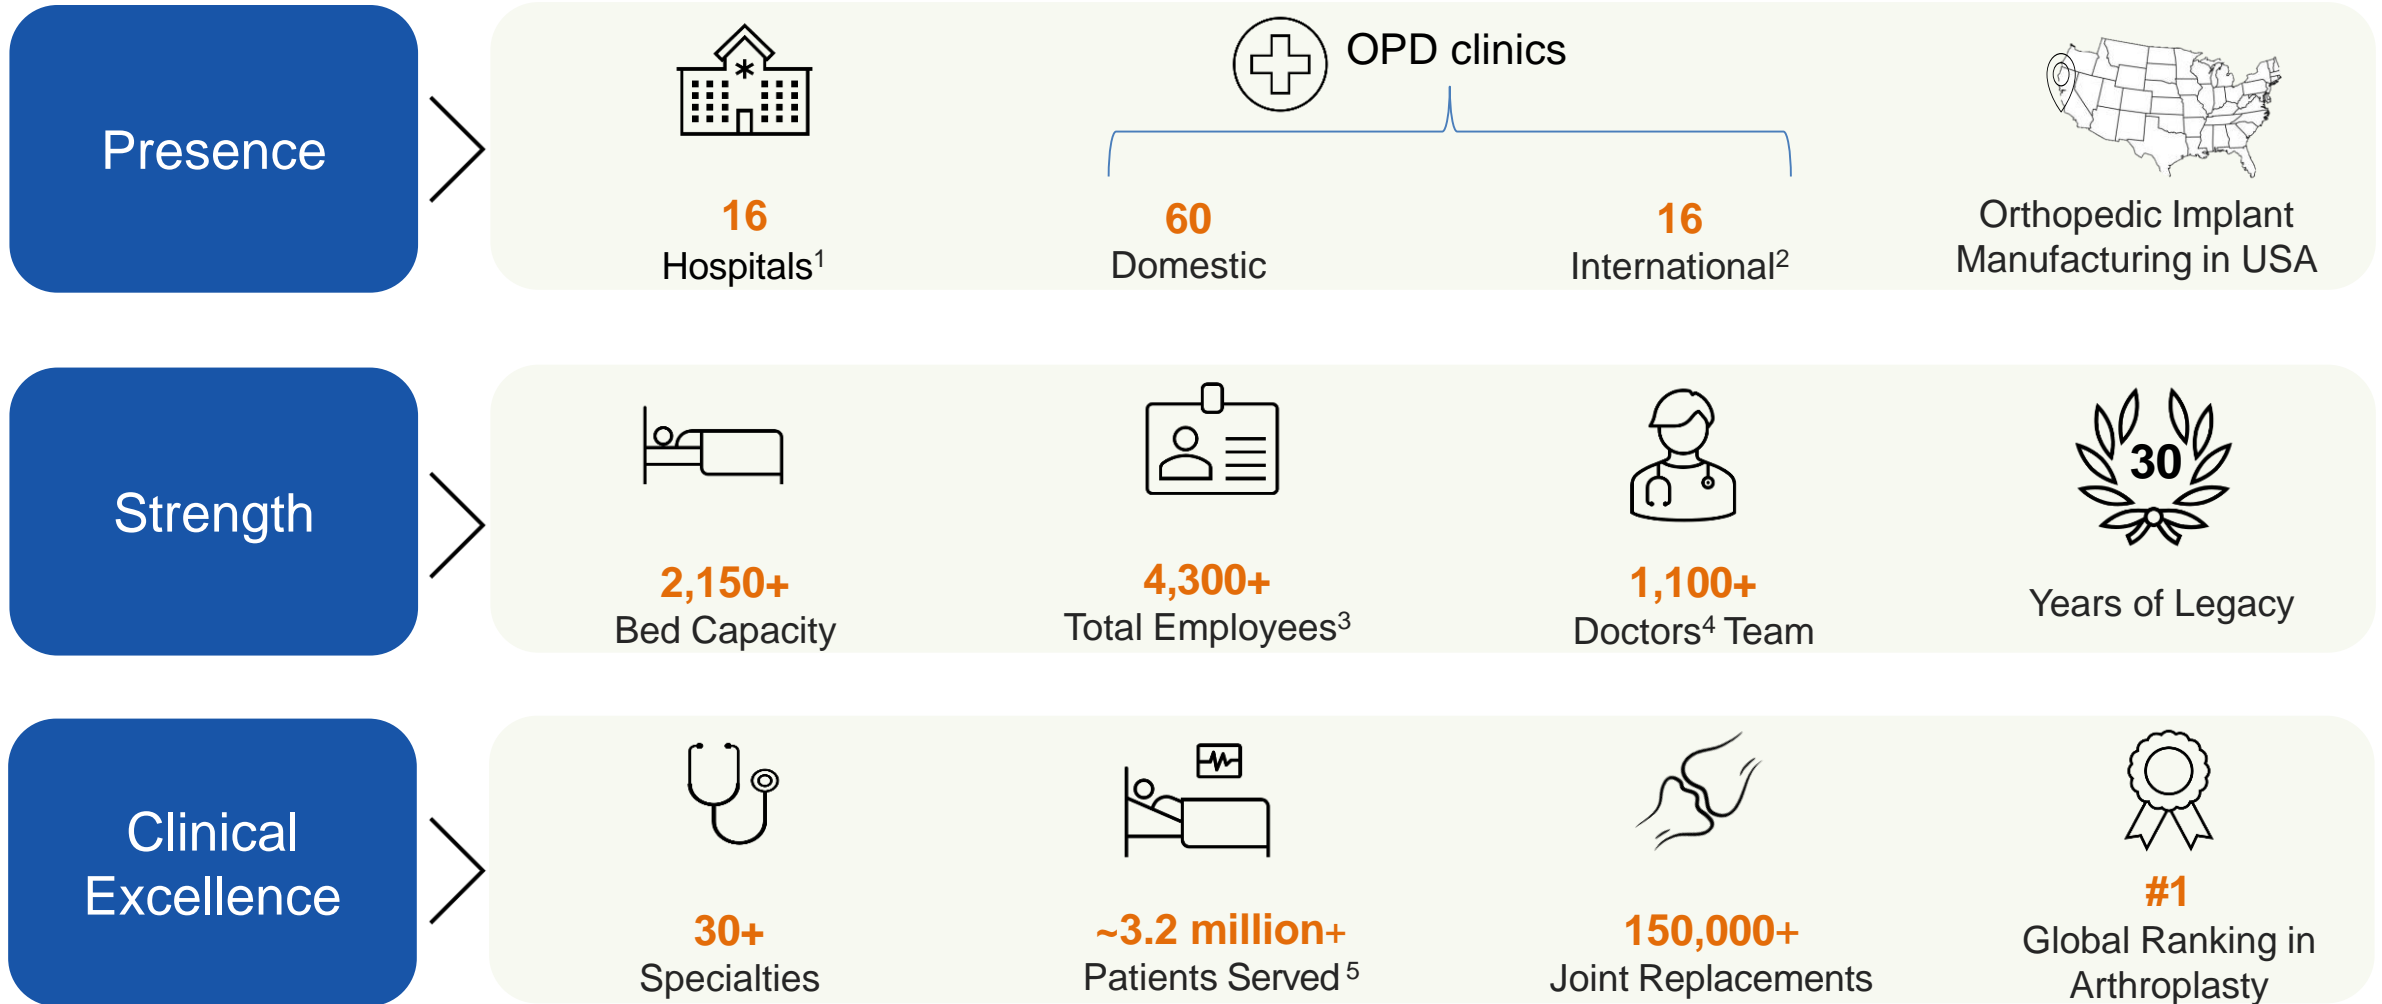 Presence
OPD clinics
16
Hospitals¹
60
Domestic
16
International²
Orthopedic Implant
Manufacturing in USA
Strength
2,150+
Bed Capacity
4,300+
Total Employees³
1,100+
Doctors⁴ Team
30
Years of Legacy
Clinical
Excellence
30+
Specialties
~3.2 million+
Patients Served ⁵
150,000+
Joint Replacements
#1
Global Ranking in
Arthroplasty